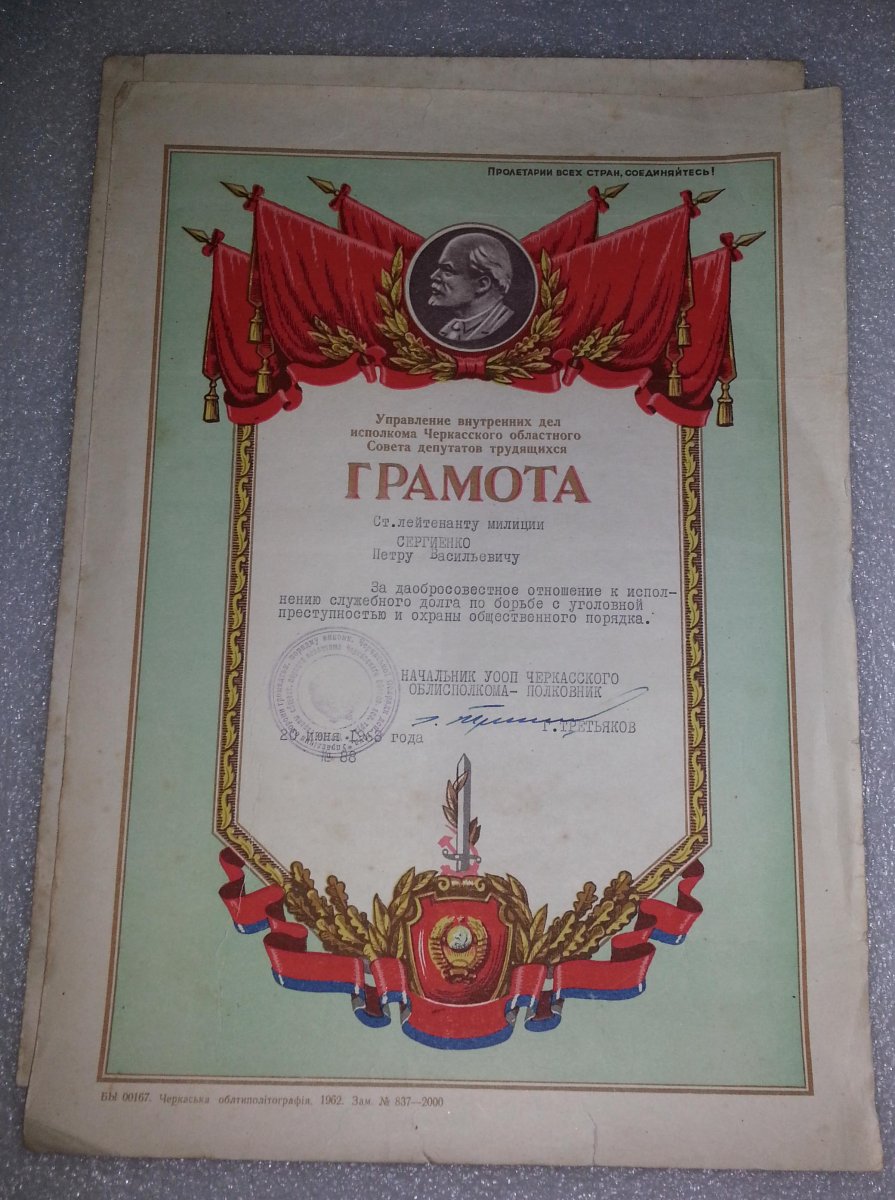 Пролетарии всех стран, соединяйтесь!
Управление внутренних дел
исполкома Черкасского областного
Совета депутатов трудящихся
ГРАМОТА
Ст.лейтенанту милиции
СЕРГИЕНКО
Петру Васильевичу
За даобросовестное отношение к испол-
нению служебного долга по борьбе с уголовной
преступностью и охраны общественного порядка.
НАЧАЛЬНИК УООП ЧЕРКАССКОГО
ОБЛИСПОЛКОМА- ПОЛКОВНИК
Г.ТРЕТЬЯКОВ
июня года
№ 88
БЫ 00167. Черкаська облтиполітографія, 1962. Зам. № 837—2000